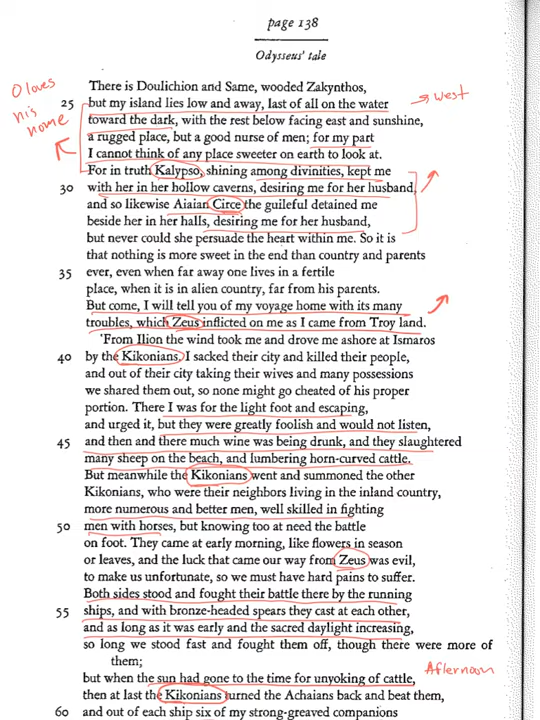 page 138
Odysseus' tale
There is Doulichion and Same, wooded Zakynthos,
O loves his home
25 but my island lies low and away, last of all on the water
→ west
toward the dark, with the rest below facing east and sunshine,
a rugged place, but a good nurse of men; for my part
I cannot think of any place sweeter on earth to look at.
For in truth Kalypso, shining among divinities, kept me
30 with her in her hollow caverns, desiring me for her husband,
and so likewise Aiaian Circe the guileful detained me
beside her in her halls, desiring me for her husband,
but never could she persuade the heart within me. So it is
that nothing is more sweet in the end than country and parents
35 ever, even when far away one lives in a fertile
place, when it is in alien country, far from his parents.
But come, I will tell you of my voyage home with its many
troubles, which Zeus inflicted on me as I came from Troy land.
'From Ilion the wind took me and drove me ashore at Ismaros
40 by the Kikonians. I sacked their city and killed their people,
and out of their city taking their wives and many possessions
we shared them out, so none might go cheated of his proper
portion. There I was for the light foot and escaping,
and urged it, but they were greatly foolish and would not listen,
45 and then and there much wine was being drunk, and they slaughtered
many sheep on the beach, and lumbering horn-curved cattle.
But meanwhile the Kikonians went and summoned the other
Kikonians, who were their neighbors living in the inland country,
more numerous and better men, well skilled in fighting
50 men with horses, but knowing too at need the battle
on foot. They came at early morning, like flowers in season
or leaves, and the luck that came our way from Zeus was evil,
to make us unfortunate, so we must have hard pains to suffer.
Both sides stood and fought their battle there by the running
55 ships, and with bronze-headed spears they cast at each other,
and as long as it was early and the sacred daylight increasing,
so long we stood fast and fought them off, though there were more of
them;
Afternoon
but when the sun had gone to the time for unyoking of cattle,
then at last the Kikonians turned the Achaians back and beat them,
60 and out of each ship six of my strong-greaved companions